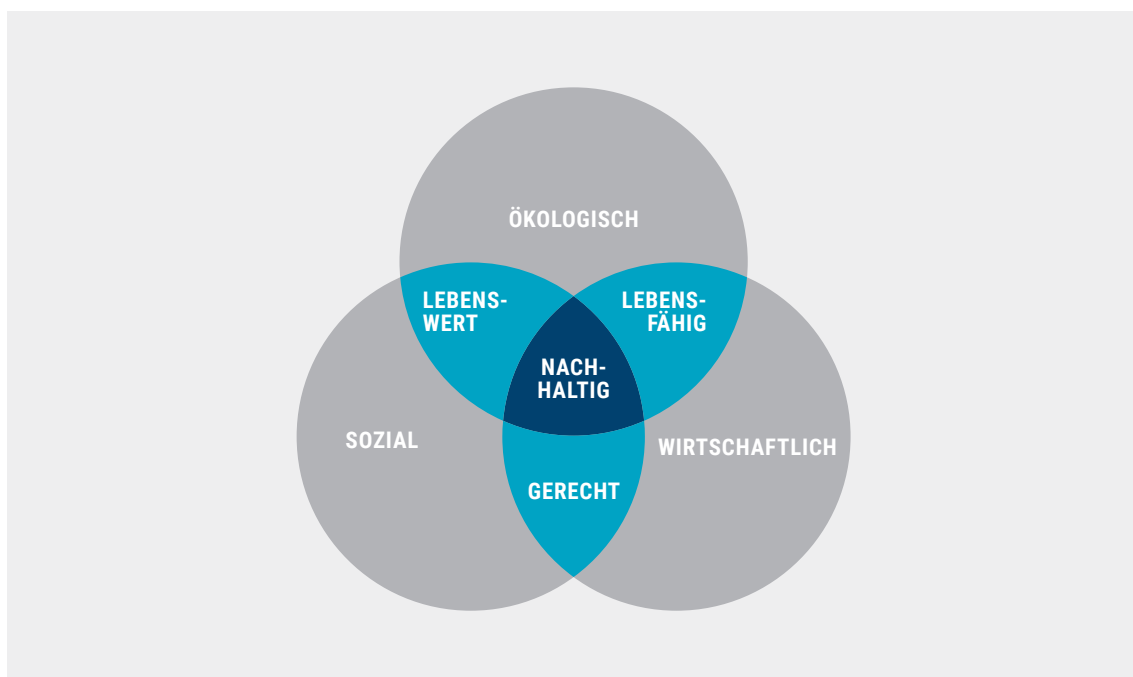 ÖKOLOGISCH
LEBENS-
WERT
LEBENS-
FÄHIG
NACH-
HALTIG
SOZIAL
WIRTSCHAFTLICH
GERECHT